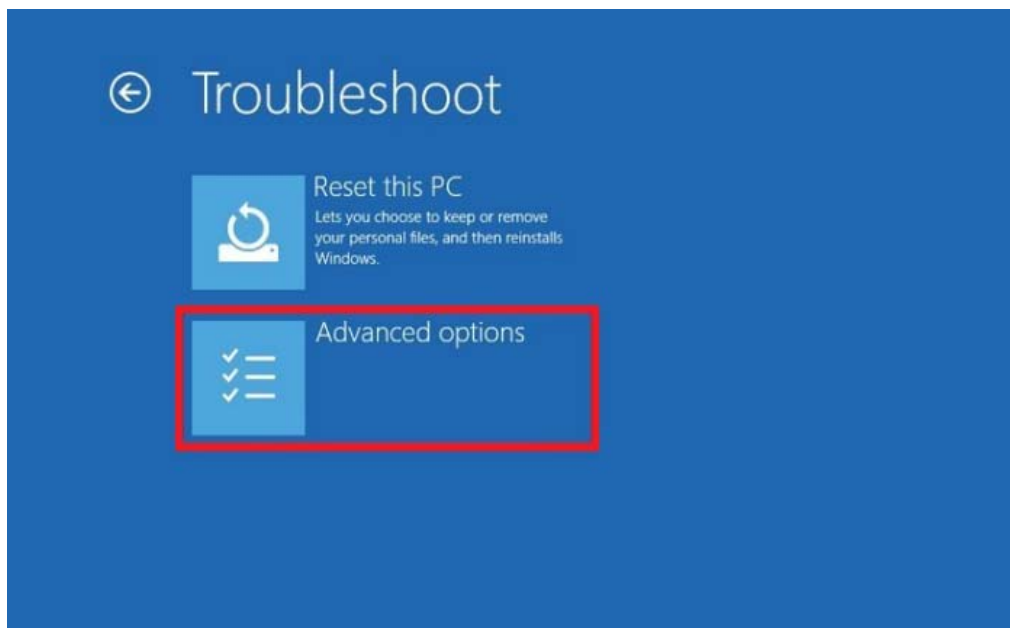 Troubleshoot
Reset this PC
Lets you choose to keep or remove
your personal files, and then reinstalls
Windows.
Advanced options